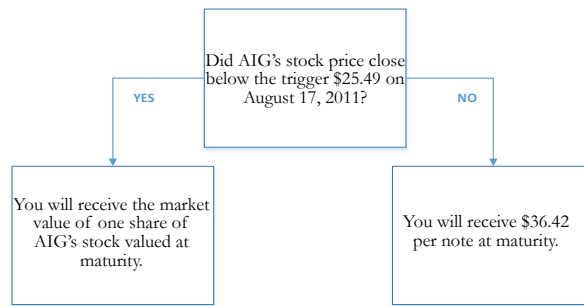 Did AIG's stock price close
below the trigger $25.49 on
August 17, 2011?
YES
NO
You will receive the market
value of one share of
AIG's stock valued at
maturity.
You will receive $36.42
per note at maturity.